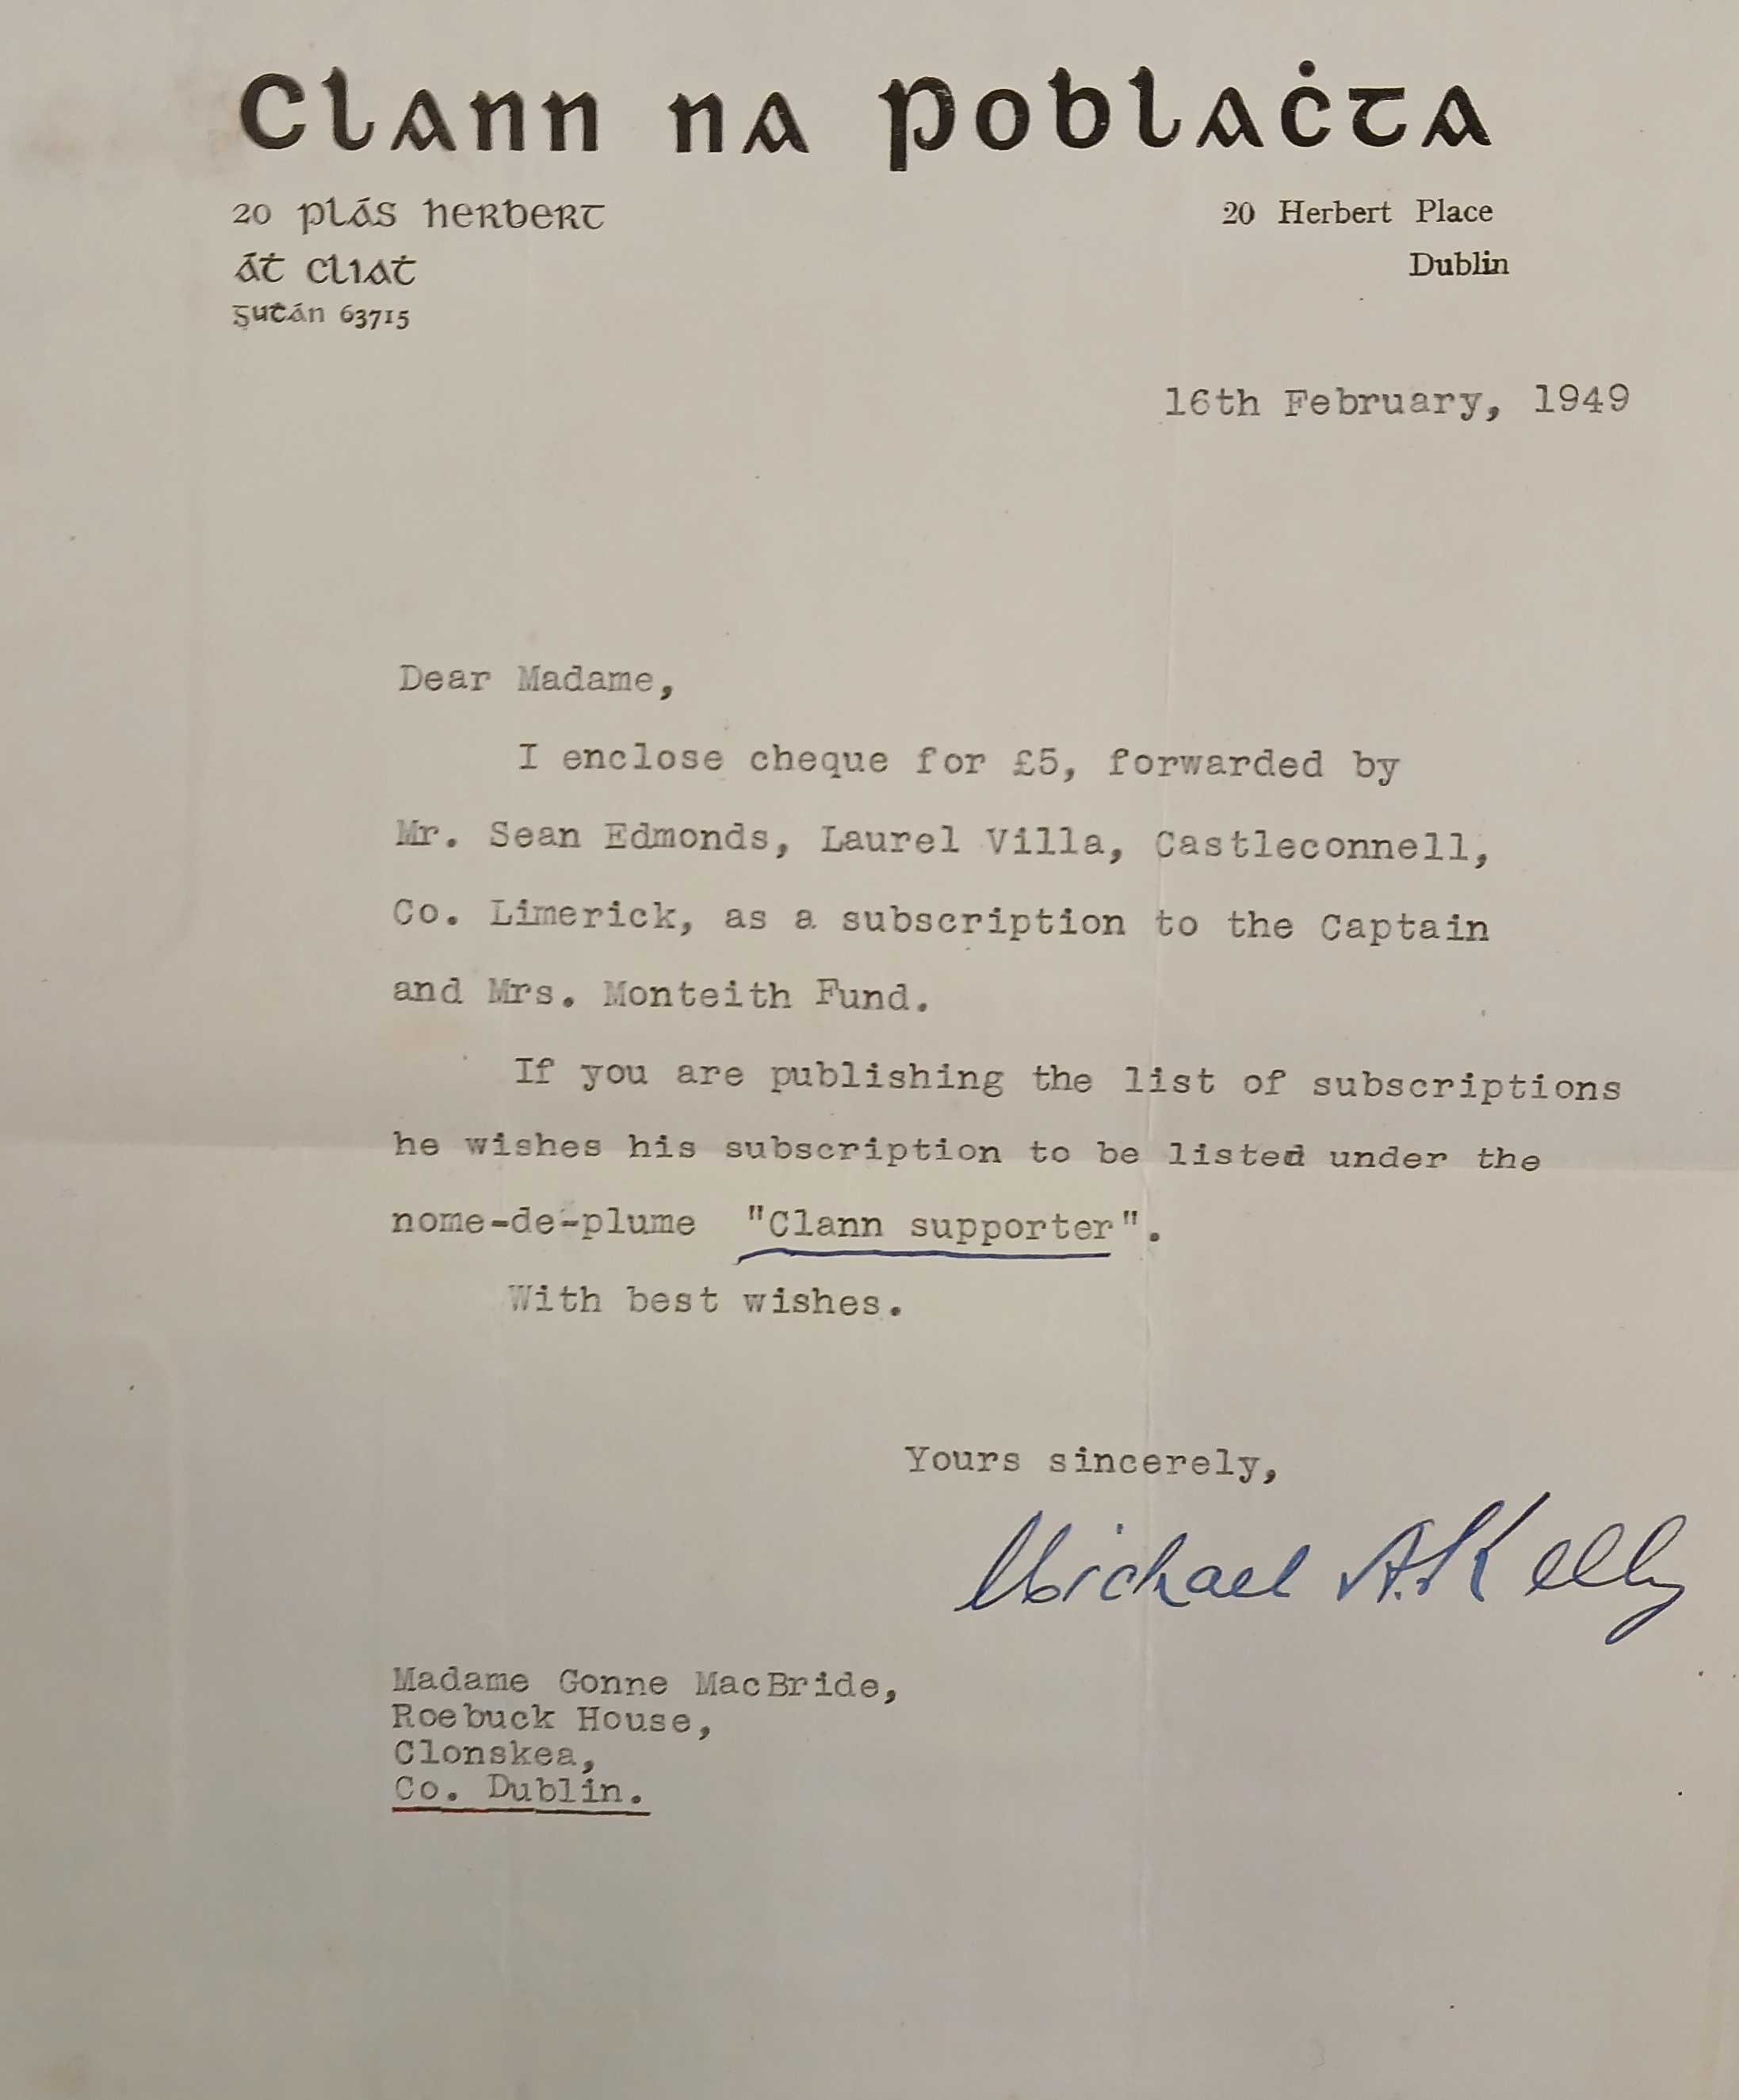 Clann na Poblaċta
20 plás herbert
áṫ cliaṫ
guṫán 63715
20 Herbert Place
Dublin
16th February, 1949
Dear Madame,
I enclose cheque for £5, forwarded by
Mr. Sean Edmonds, Laurel Villa, Castleconnell,
Co. Limerick, as a subscription to the Captain
and Mrs. Monteith Fund.
If you are publishing the list of subscriptions
he wishes his subscription to be listed under the
nome-de-plume "Clann supporter".
With best wishes.
Yours sincerely,
Michael A. Kelly
Madame Gonne MacBride,
Roebuck House,
Clonskea,
Co. Dublin.